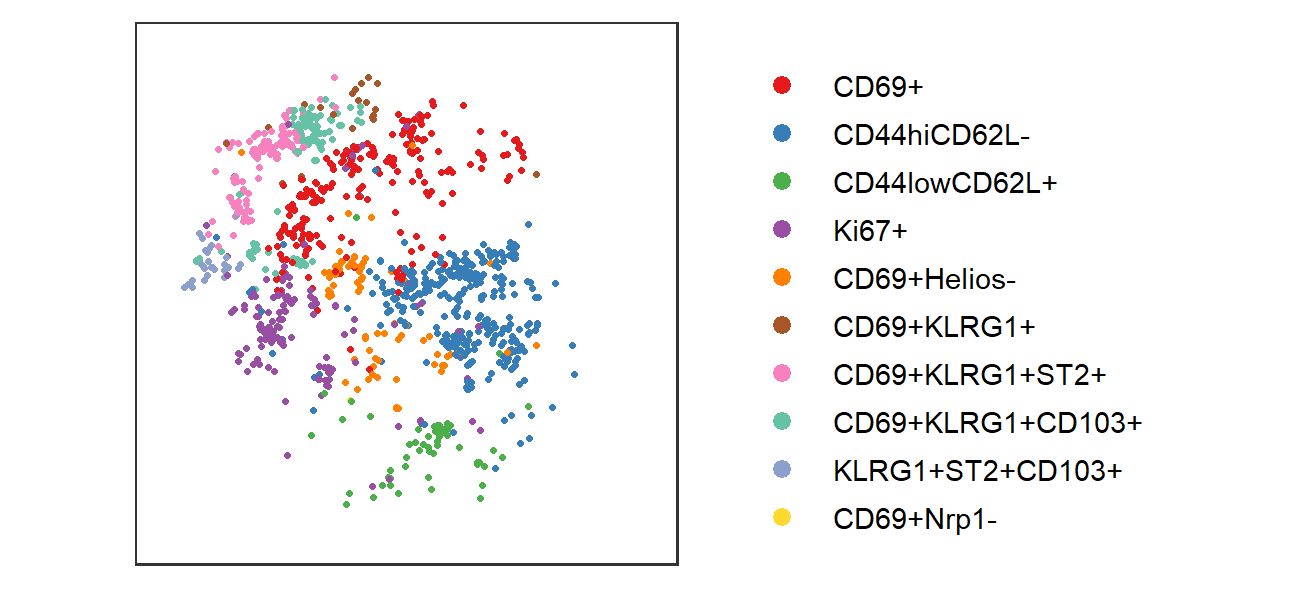 CD69+
CD44hiCD62L-
CD44lowCD62L+
Ki67+
CD69+Helios-
CD69+KLRG1+
CD69+KLRG1+ST2+
CD69+KLRG1+CD103+
KLRG1+ST2+CD103+
CD69+Nrp1-